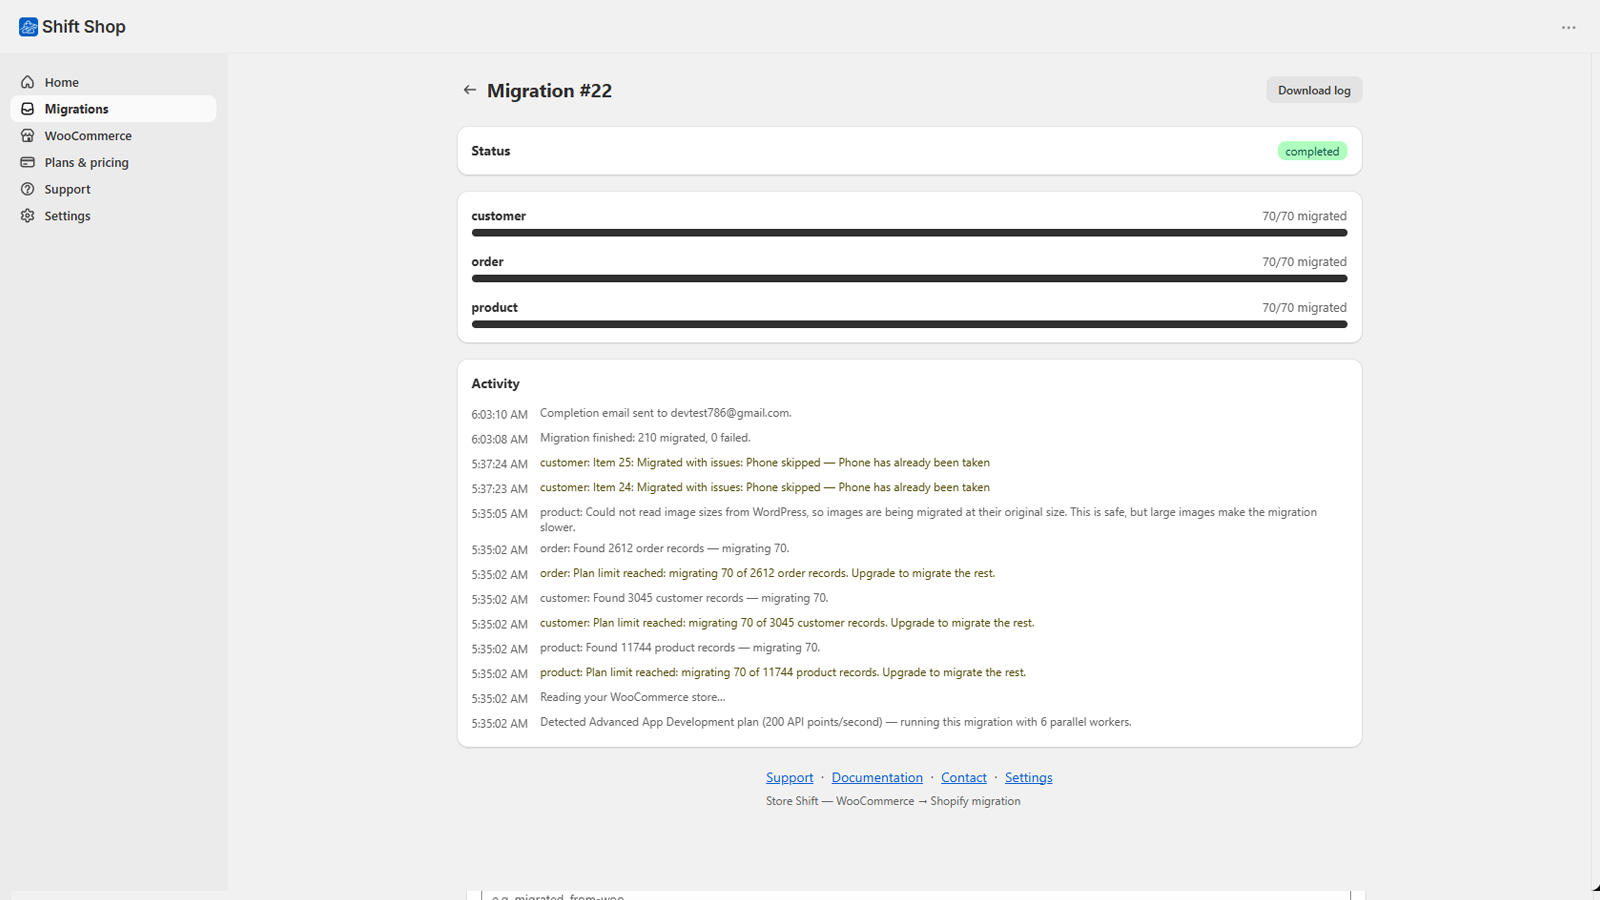 Shift Shop
Home
Migrations
WooCommerce
Plans & pricing
Support
Settings
Migration #22
Download log
Status
completed
customer
70/70 migrated
order
70/70 migrated
product
70/70 migrated
Activity
6:03:10 AM Completion email sent to devtest786@gmail.com.
6:03:08 AM Migration finished: 210 migrated, 0 failed.
5:37:24 AM customer: Item 25: Migrated with issues: Phone skipped — Phone has already been taken
5:37:23 AM customer: Item 24: Migrated with issues: Phone skipped — Phone has already been taken
5:35:05 AM product: Could not read image sizes from WordPress, so images are being migrated at their original size. This is safe, but large images make the migration
slower.
5:35:02 AM order: Found 2612 order records — migrating 70.
5:35:02 AM order: Plan limit reached: migrating 70 of 2612 order records. Upgrade to migrate the rest.
5:35:02 AM customer: Found 3045 customer records — migrating 70.
5:35:02 AM customer: Plan limit reached: migrating 70 of 3045 customer records. Upgrade to migrate the rest.
5:35:02 AM product: Found 11744 product records — migrating 70.
5:35:02 AM product: Plan limit reached: migrating 70 of 11744 product records. Upgrade to migrate the rest.
5:35:02 AM Reading your WooCommerce store...
5:35:02 AM Detected Advanced App Development plan (200 API points/second) — running this migration with 6 parallel workers.
Support · Documentation · Contact · Settings
Store Shift — WooCommerce → Shopify migration
e.g. migrated, from-woo